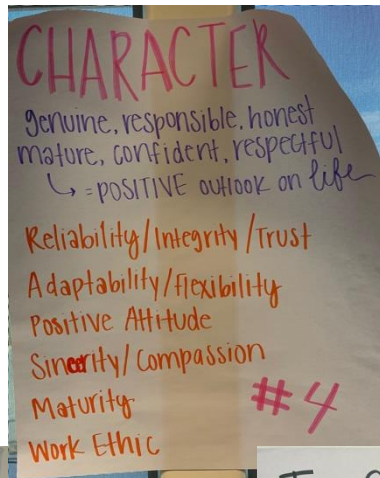 CHARACTER
genuine, responsible, honest
mature, confident, respectful
↳ = POSITIVE outlook on life
Reliability/Integrity/Trust
Adaptability/Flexibility
Positive Attitude
Sincerity/Compassion
Maturity
#4
Work Ethic